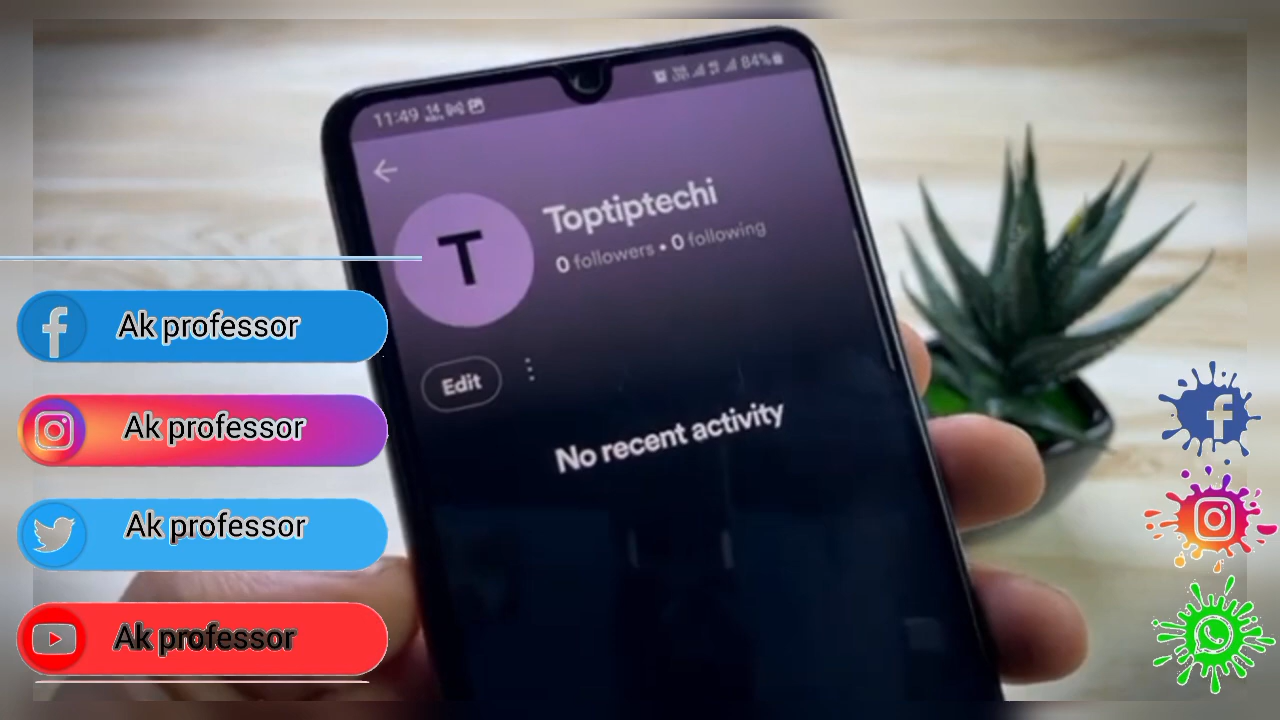 11:49
84%
Toptiptechi
0 followers • 0 following
T
Edit
No recent activity
Ak professor
Ak professor
Ak professor
Ak professor